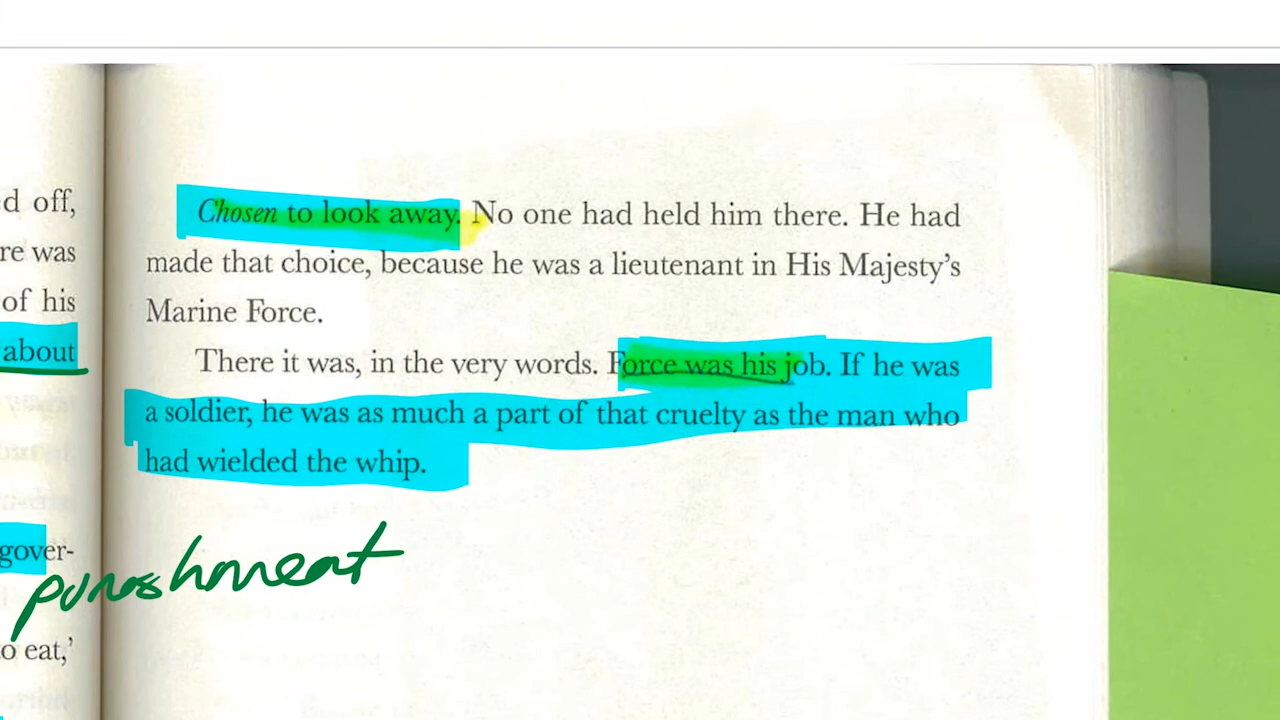 d off,
re was
of his
about
gover-
o eat,’
Chosen to look away. No one had held him there. He had
made that choice, because he was a lieutenant in His Majesty’s
Marine Force.
There it was, in the very words. Force was his job. If he was
a soldier, he was as much a part of that cruelty as the man who
had wielded the whip.
punashmeat